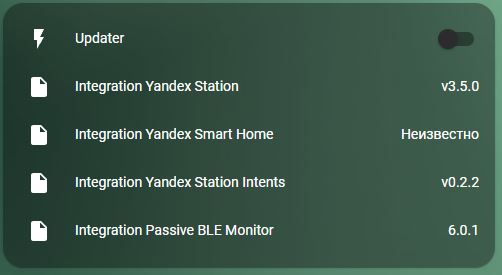 Updater
Integration Yandex Station v3.5.0
Integration Yandex Smart Home Неизвестно
Integration Yandex Station Intents v0.2.2
Integration Passive BLE Monitor 6.0.1